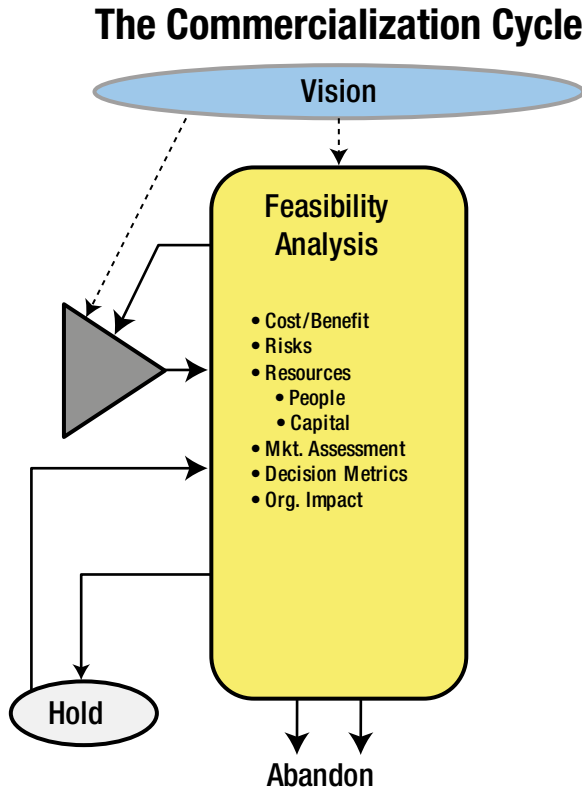 The Commercialization Cycle
Vision
Feasibility
Analysis
• Cost/Benefit
• Risks
• Resources
• People
• Capital
• Mkt. Assessment
• Decision Metrics
• Org. Impact
Hold
Abandon